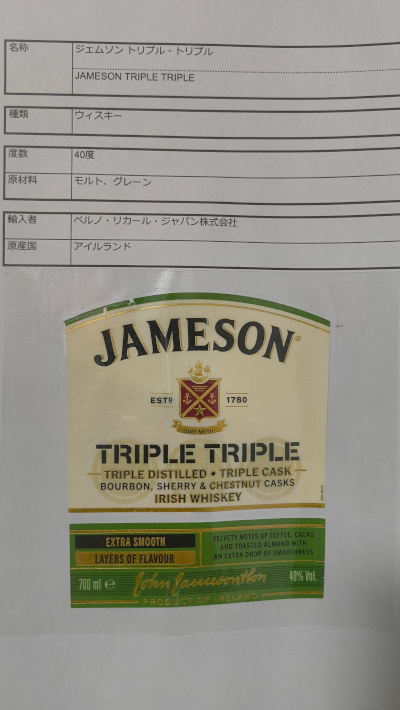 名称
ジェムソン トリプル・トリプル
JAMESON TRIPLE TRIPLE
種類
ウィスキー
度数
40度
原材料
モルト、グレーン
輸入者
ペルノ・リカール・ジャパン株式会社
原産国
アイルランド
JAMESON®
ESTD 1780
SINE METU
TRIPLE TRIPLE
TRIPLE DISTILLED • TRIPLE CASK
BOURBON, SHERRY & CHESTNUT CASKS
IRISH WHISKEY
EXTRA SMOOTH
LAYERS OF FLAVOUR
VELVETY NOTES OF TOFFEE, CACAO
AND TOASTED ALMOND WITH
AN EXTRA DROP OF SMOOTHNESS
700 ml ℮
John Jameson & Son
40% Vol.
PRODUCT OF IRELAND